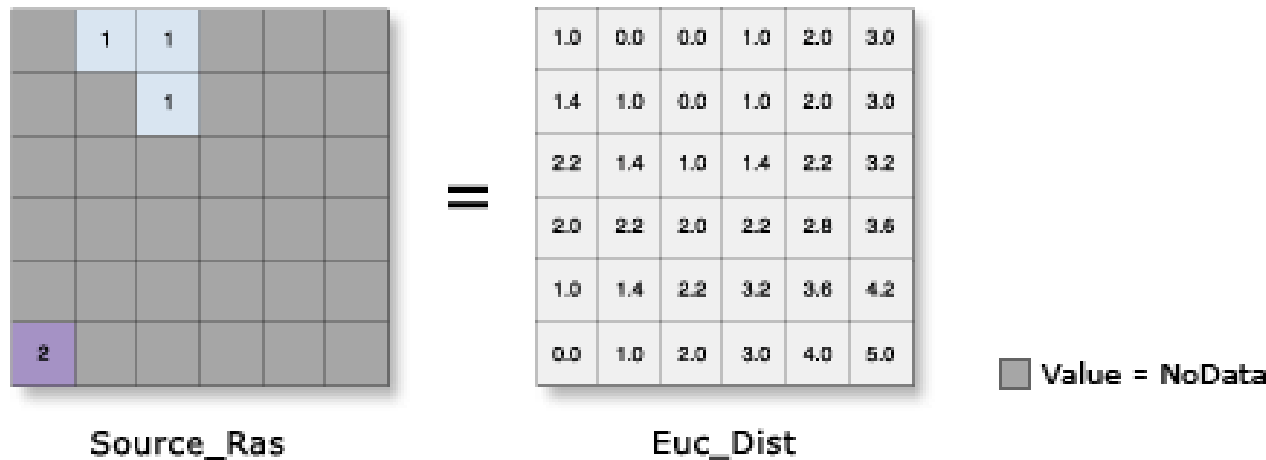 1 1 1.0 0.0 0.0 1.0 2.0 3.0
1 1.4 1.0 0.0 1.0 2.0 3.0
2.2 1.4 1.0 1.4 2.2 3.2
=
2.0 2.2 2.0 2.2 2.8 3.6
1.0 1.4 2.2 3.2 3.6 4.2
2 0.0 1.0 2.0 3.0 4.0 5.0
Value = NoData
Source_Ras Euc_Dist